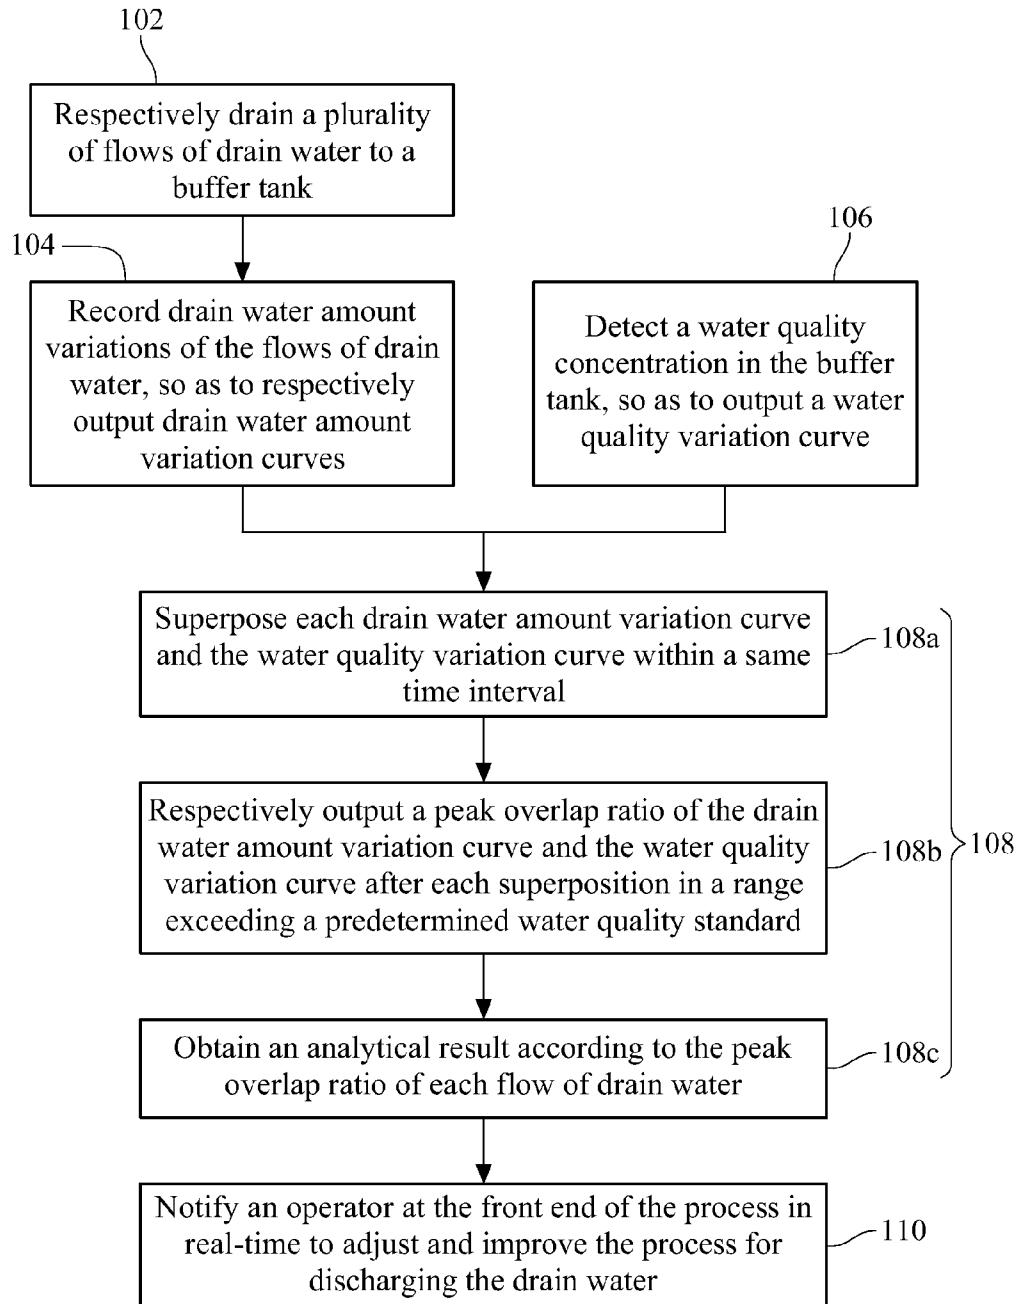 102
Respectively drain a plurality
of flows of drain water to a
buffer tank
104
106
Record drain water amount
variations of the flows of drain
water, so as to respectively
output drain water amount
variation curves
Detect a water quality
concentration in the buffer
tank, so as to output a water
quality variation curve
Superpose each drain water amount variation curve
and the water quality variation curve within a same
time interval
108a
Respectively output a peak overlap ratio of the drain
water amount variation curve and the water quality
variation curve after each superposition in a range
exceeding a predetermined water quality standard
108b
108
Obtain an analytical result according to the peak
overlap ratio of each flow of drain water
108c
Notify an operator at the front end of the process in
real-time to adjust and improve the process for
discharging the drain water
110